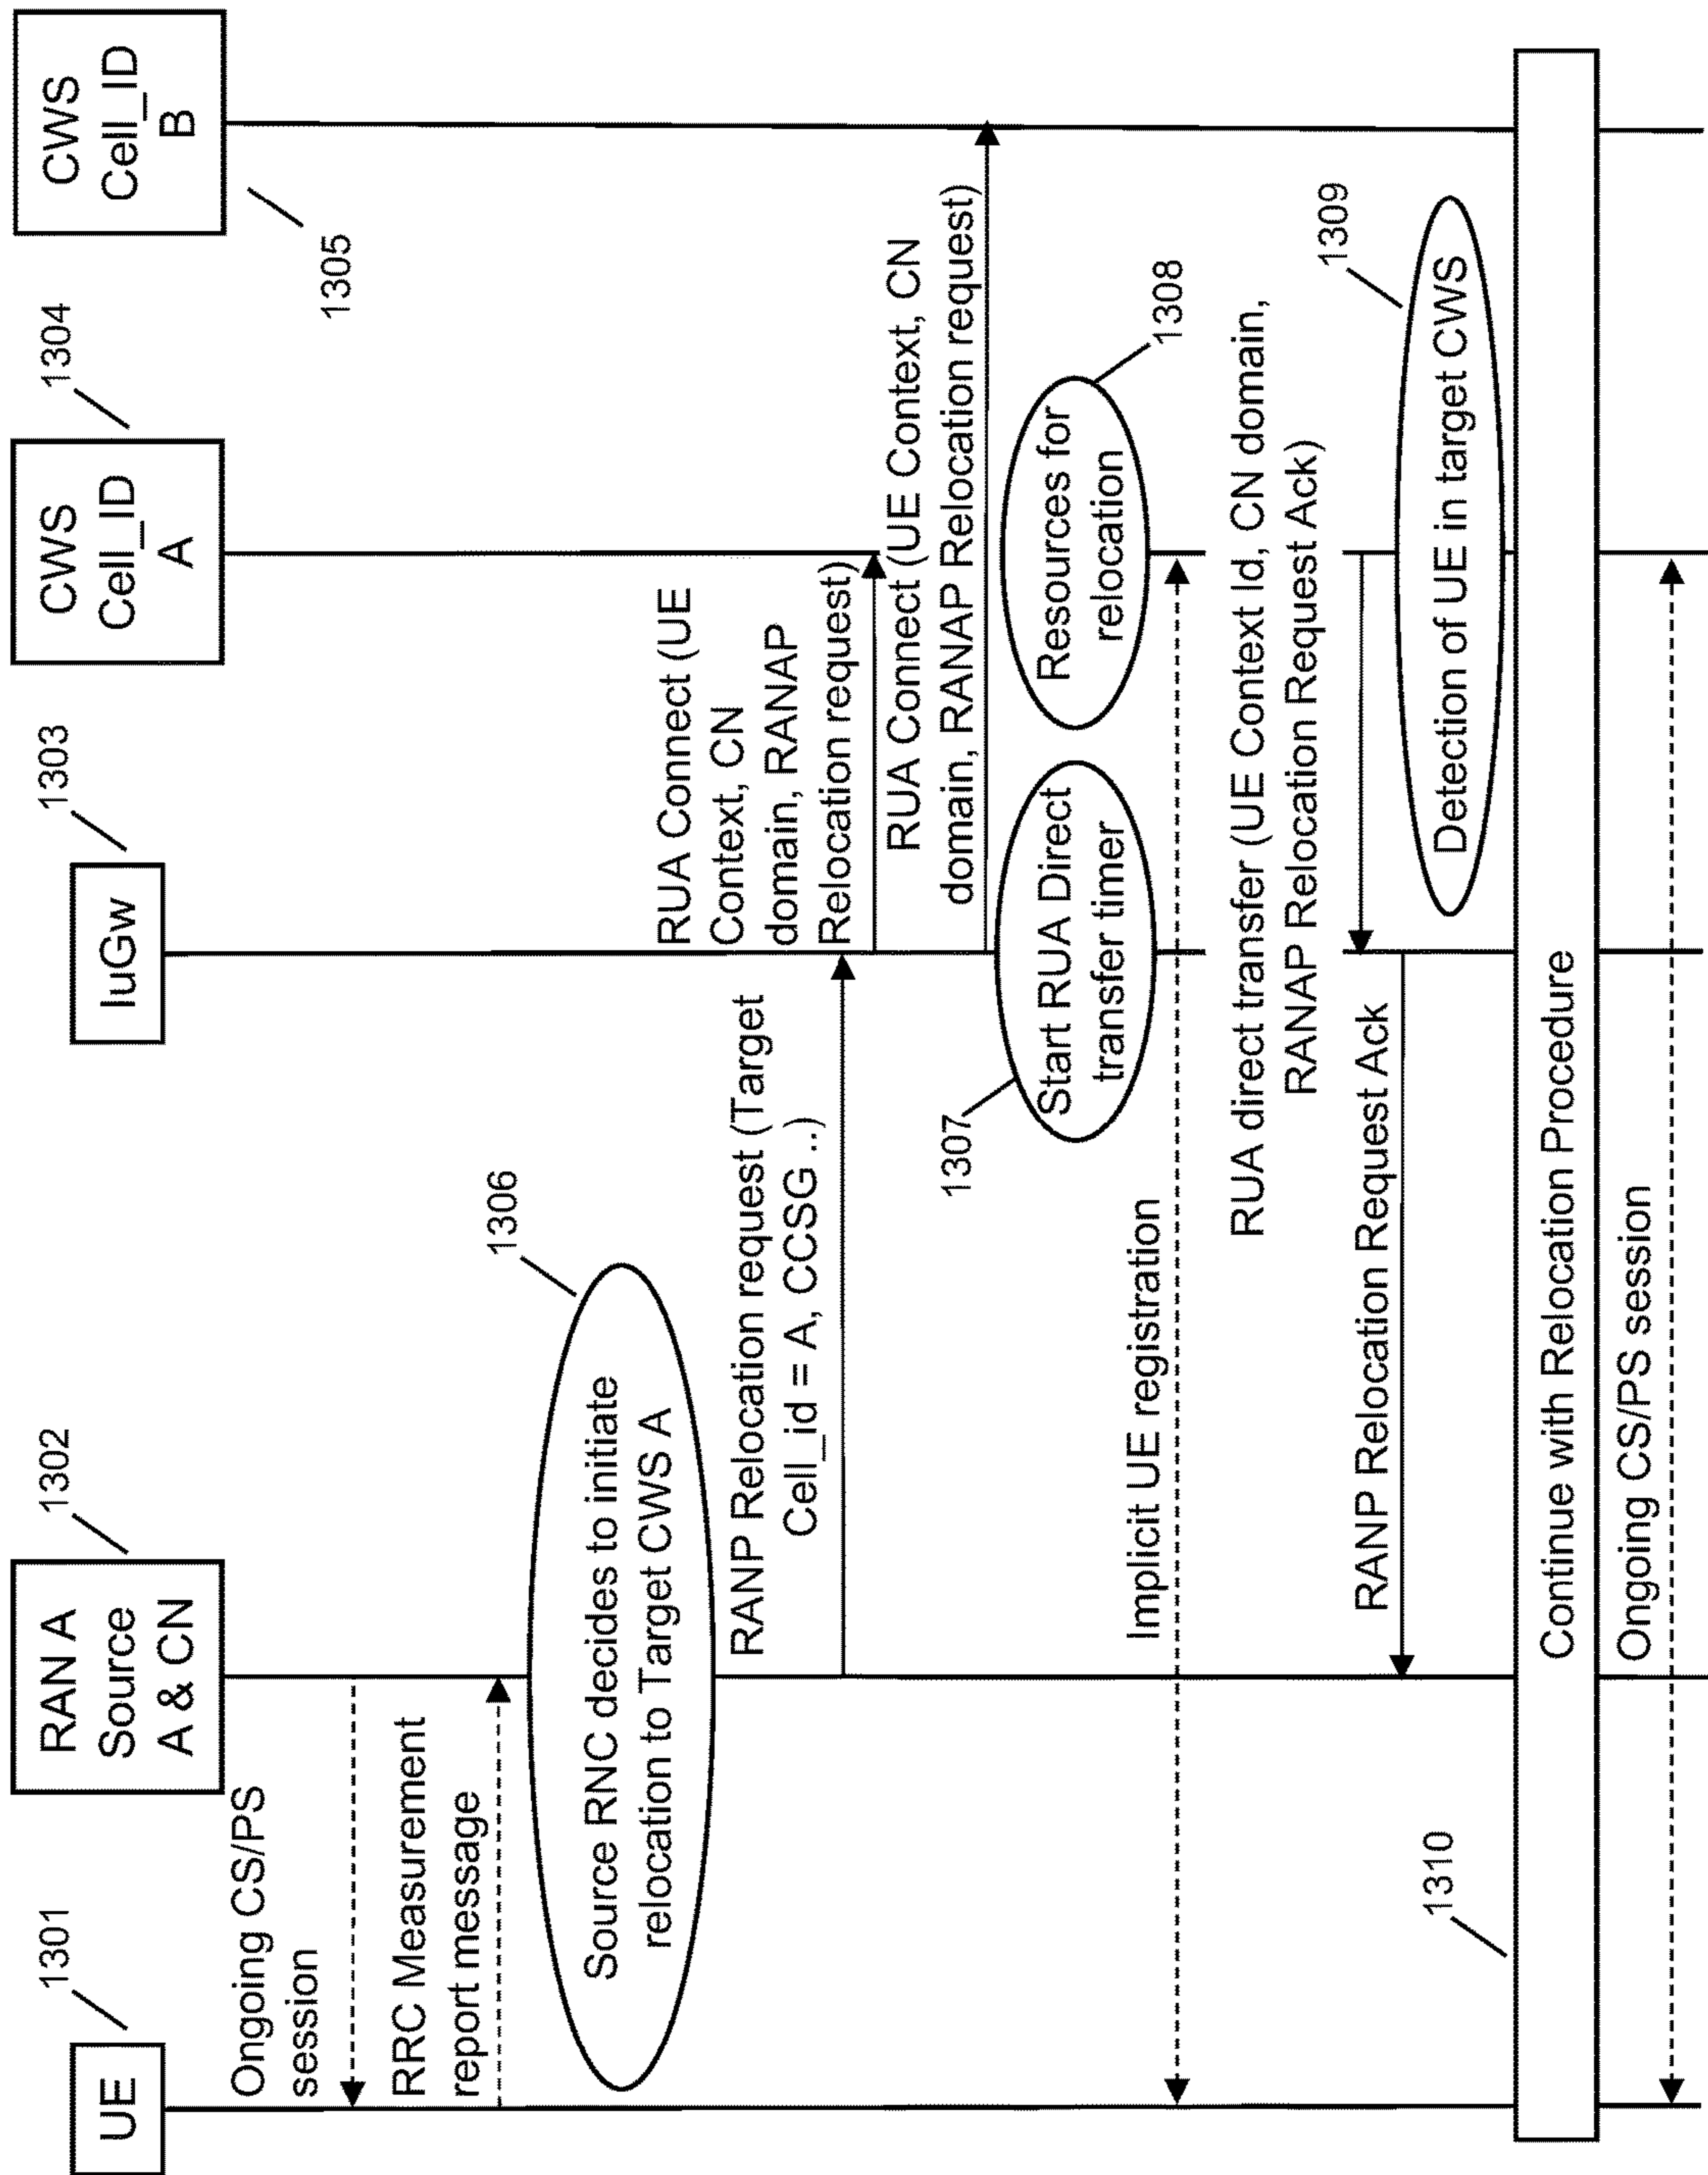 1301
1302
1303
1304
UE
RAN A
Source
A & CN
IuGw
CWS
Cell_ID
A
CWS
Cell_ID
B
1305
Ongoing CS/PS
session
RRC Measurement
report message
1306
Source RNC decides to initiate
relocation to Target CWS A
RUA Connect (UE
Context, CN
domain, RANAP
Relocation request)
RANP Relocation request (Target
Cell_id = A, CCSG ..)
RUA Connect (UE Context, CN
domain, RANAP Relocation request)
1307
Start RUA Direct
transfer timer
Resources for
relocation
1308
Implicit UE registration
RUA direct transfer (UE Context Id, CN domain,
RANAP Relocation Request Ack)
RANP Relocation Request Ack
1309
Detection of UE in target CWS
1310
Continue with Relocation Procedure
Ongoing CS/PS session